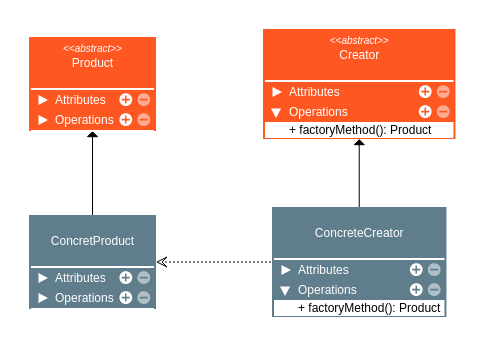 <<abstract>>
Product
Attributes
Operations
<<abstract>>
Creator
Attributes
Operations
+ factoryMethod(): Product
ConcretProduct
Attributes
Operations
ConcreteCreator
Attributes
Operations
+ factoryMethod(): Product